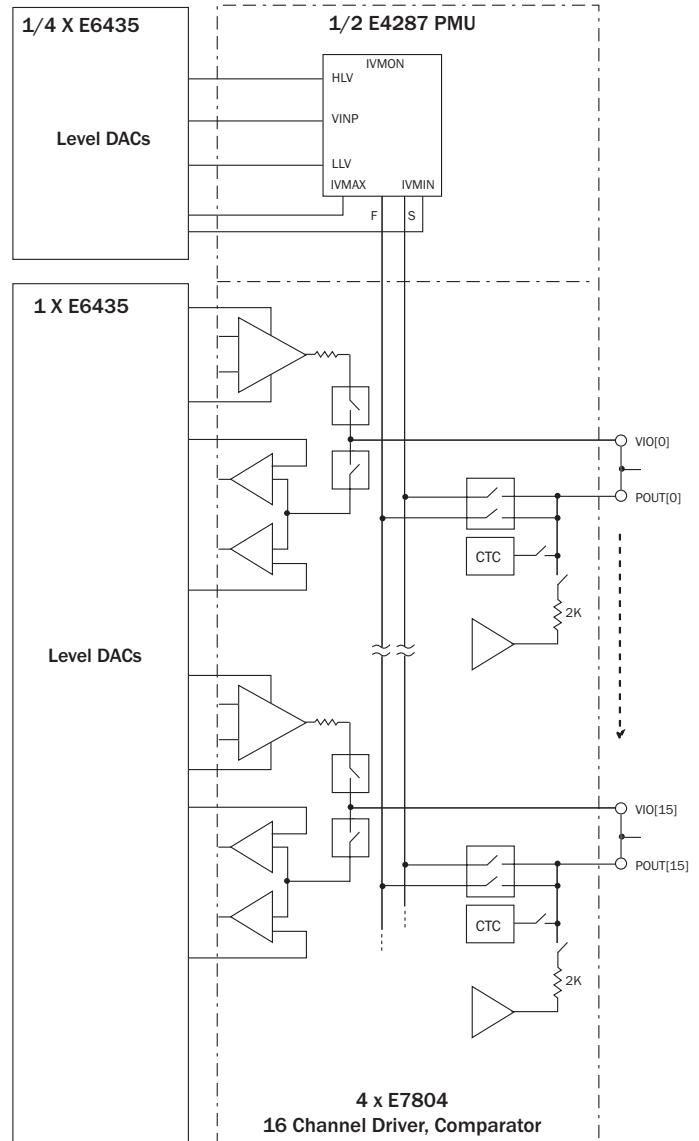 1/4 X E6435
1/2 E4287 PMU
IVMON
HLV
VINP
LLV
IVMAX
IVMIN
Level DACs
F
S
1 X E6435
VIO[0]
POUT[0]
CTC
2K
Level DACs
VIO[15]
POUT[15]
CTC
2K
4 x E7804
16 Channel Driver, Comparator